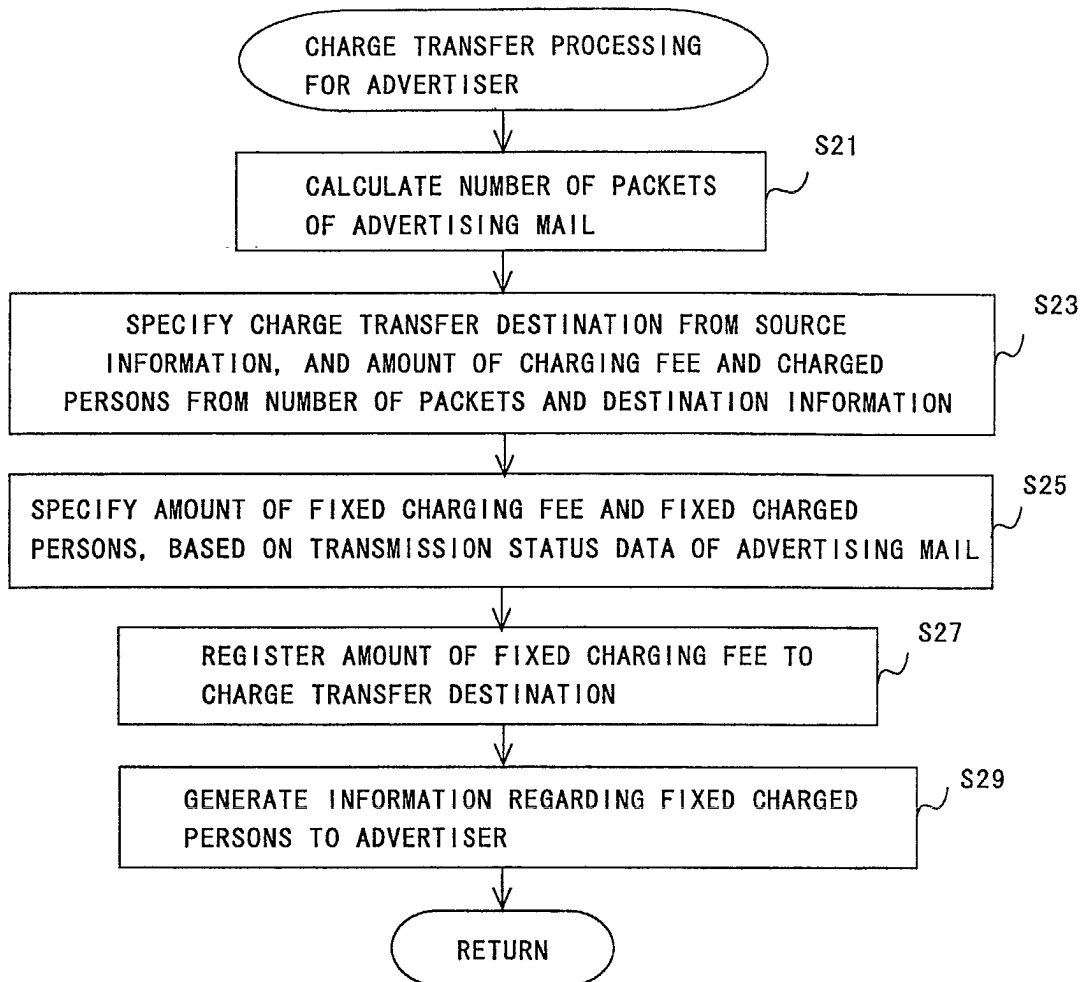 CHARGE TRANSFER PROCESSING
FOR ADVERTISER
S21
CALCULATE NUMBER OF PACKETS
OF ADVERTISING MAIL
S23
SPECIFY CHARGE TRANSFER DESTINATION FROM SOURCE
INFORMATION, AND AMOUNT OF CHARGING FEE AND CHARGED
PERSONS FROM NUMBER OF PACKETS AND DESTINATION INFORMATION
S25
SPECIFY AMOUNT OF FIXED CHARGING FEE AND FIXED CHARGED
PERSONS, BASED ON TRANSMISSION STATUS DATA OF ADVERTISING MAIL
S27
REGISTER AMOUNT OF FIXED CHARGING FEE TO
CHARGE TRANSFER DESTINATION
S29
GENERATE INFORMATION REGARDING FIXED CHARGED
PERSONS TO ADVERTISER
RETURN